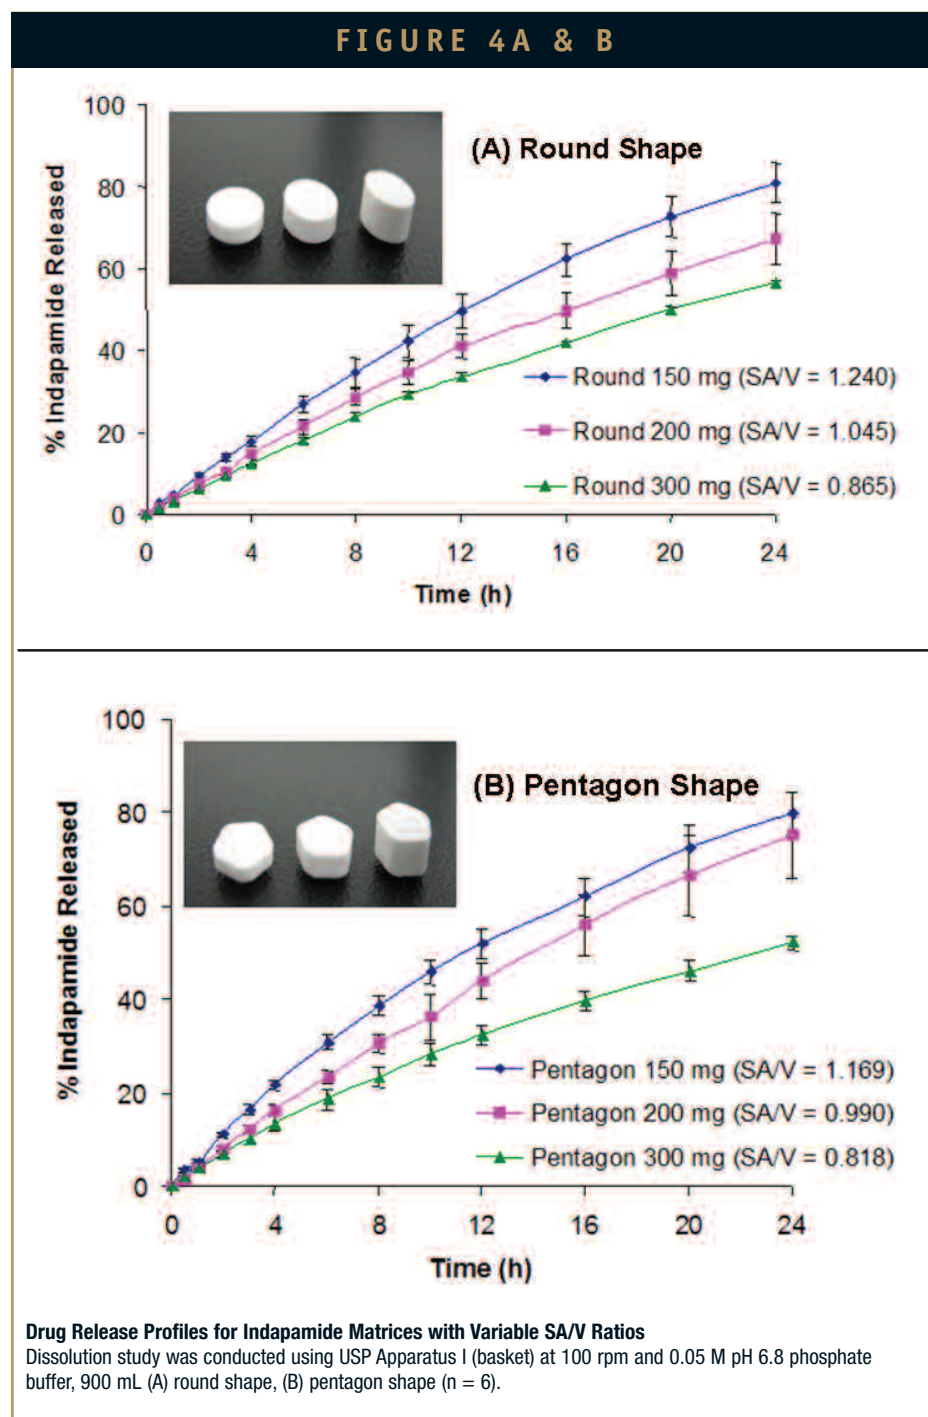 FIGURE 4A & B
(A) Round Shape
% Indapamide Released
100
80
60
40
20
0
Round 150 mg (SA/V = 1.240)
Round 200 mg (SA/V = 1.045)
Round 300 mg (SA/V = 0.865)
0 4 8 12 16 20 24
Time (h)
(B) Pentagon Shape
% Indapamide Released
100
80
60
40
20
0
Pentagon 150 mg (SA/V = 1.169)
Pentagon 200 mg (SA/V = 0.990)
Pentagon 300 mg (SA/V = 0.818)
0 4 8 12 16 20 24
Time (h)
Drug Release Profiles for Indapamide Matrices with Variable SA/V Ratios
Dissolution study was conducted using USP Apparatus I (basket) at 100 rpm and 0.05 M pH 6.8 phosphate
buffer, 900 mL (A) round shape, (B) pentagon shape (n = 6).